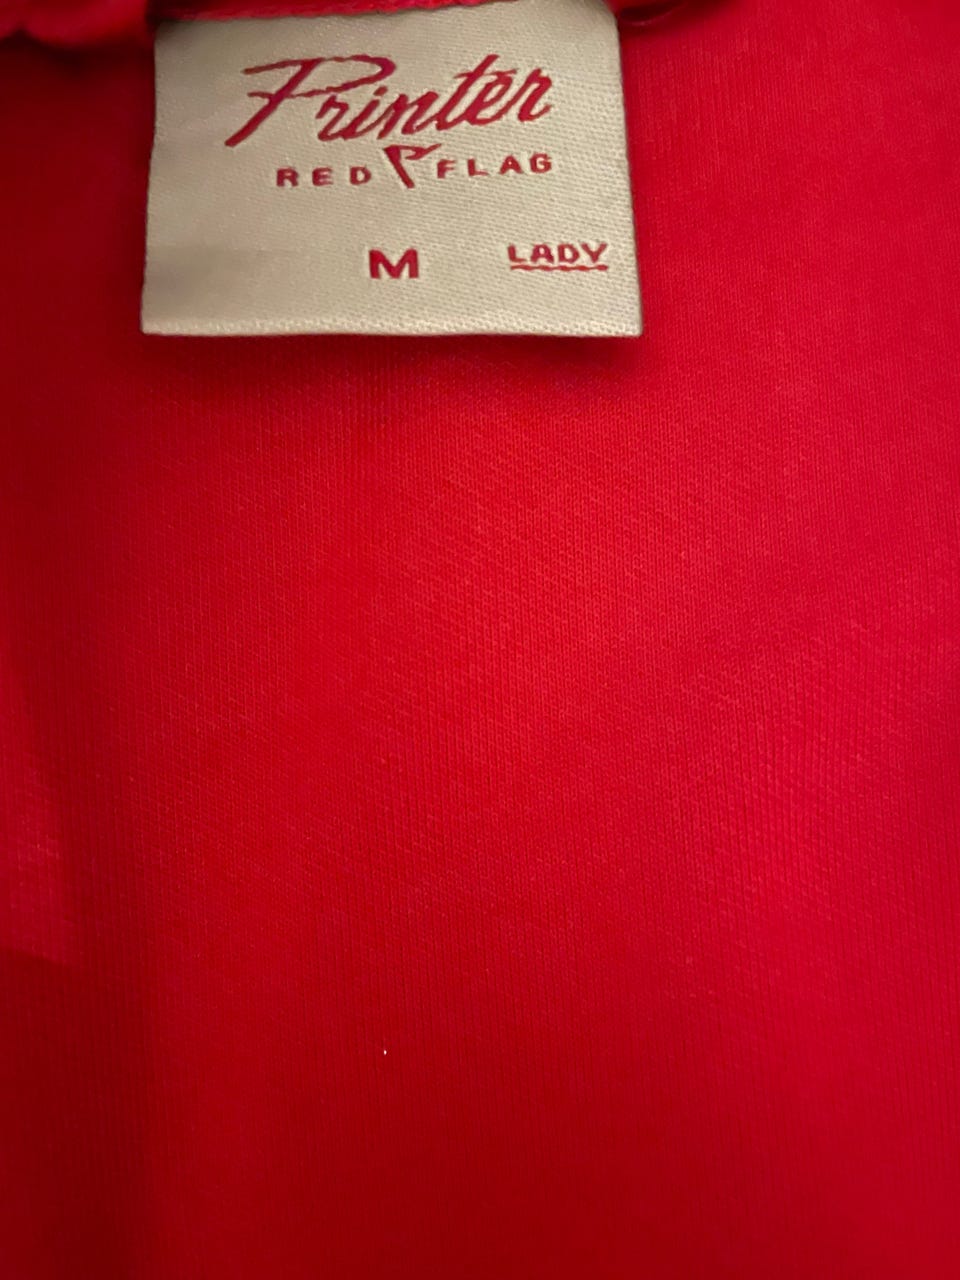 Printer
RED FLAG
M LADY